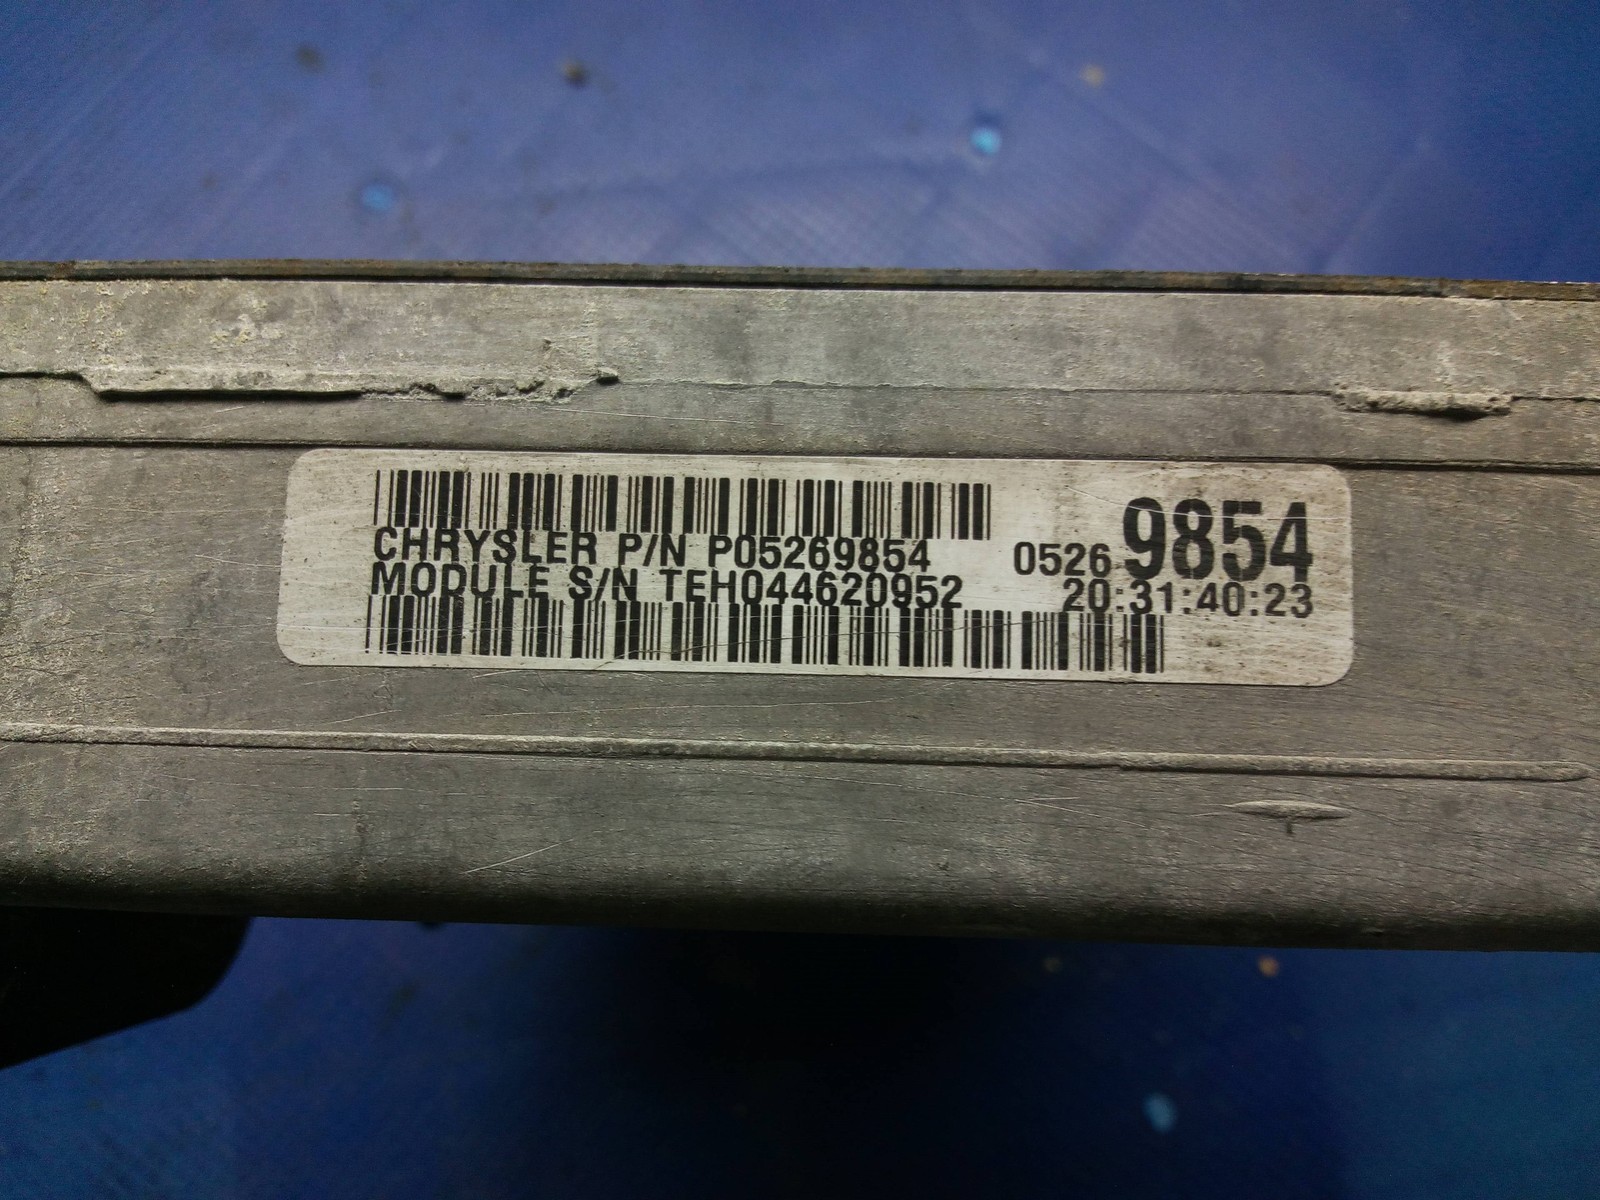 CHRYSLER P/N P05269854 0526 9854
MODULE S/N TEH044620952 20:31:40:23